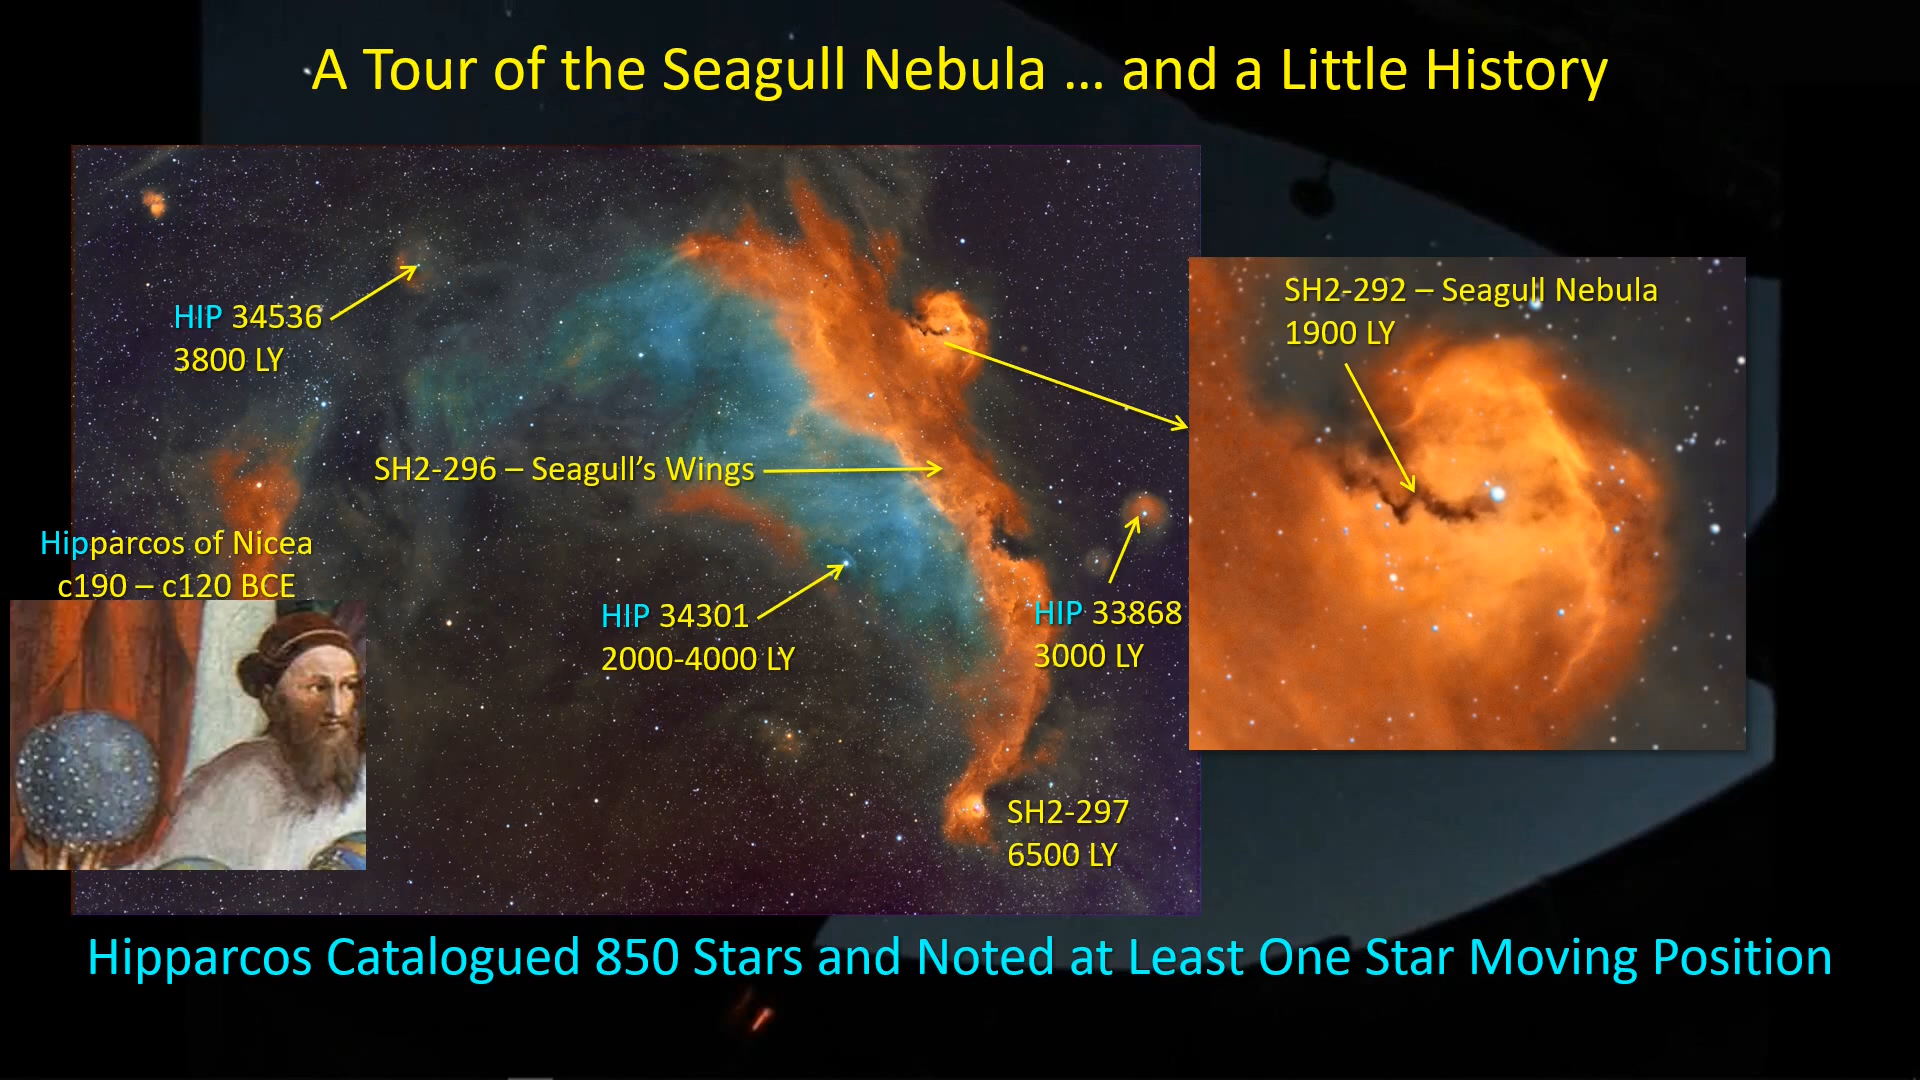 A Tour of the Seagull Nebula ... and a Little History
SH2-292 – Seagull Nebula
1900 LY
HIP 34536
3800 LY
SH2-296 – Seagull's Wings
Hipparcos of Nicea
c190 – c120 BCE
HIP 34301
2000-4000 LY
HIP 33868
3000 LY
SH2-297
6500 LY
Hipparcos Catalogued 850 Stars and Noted at Least One Star Moving Position